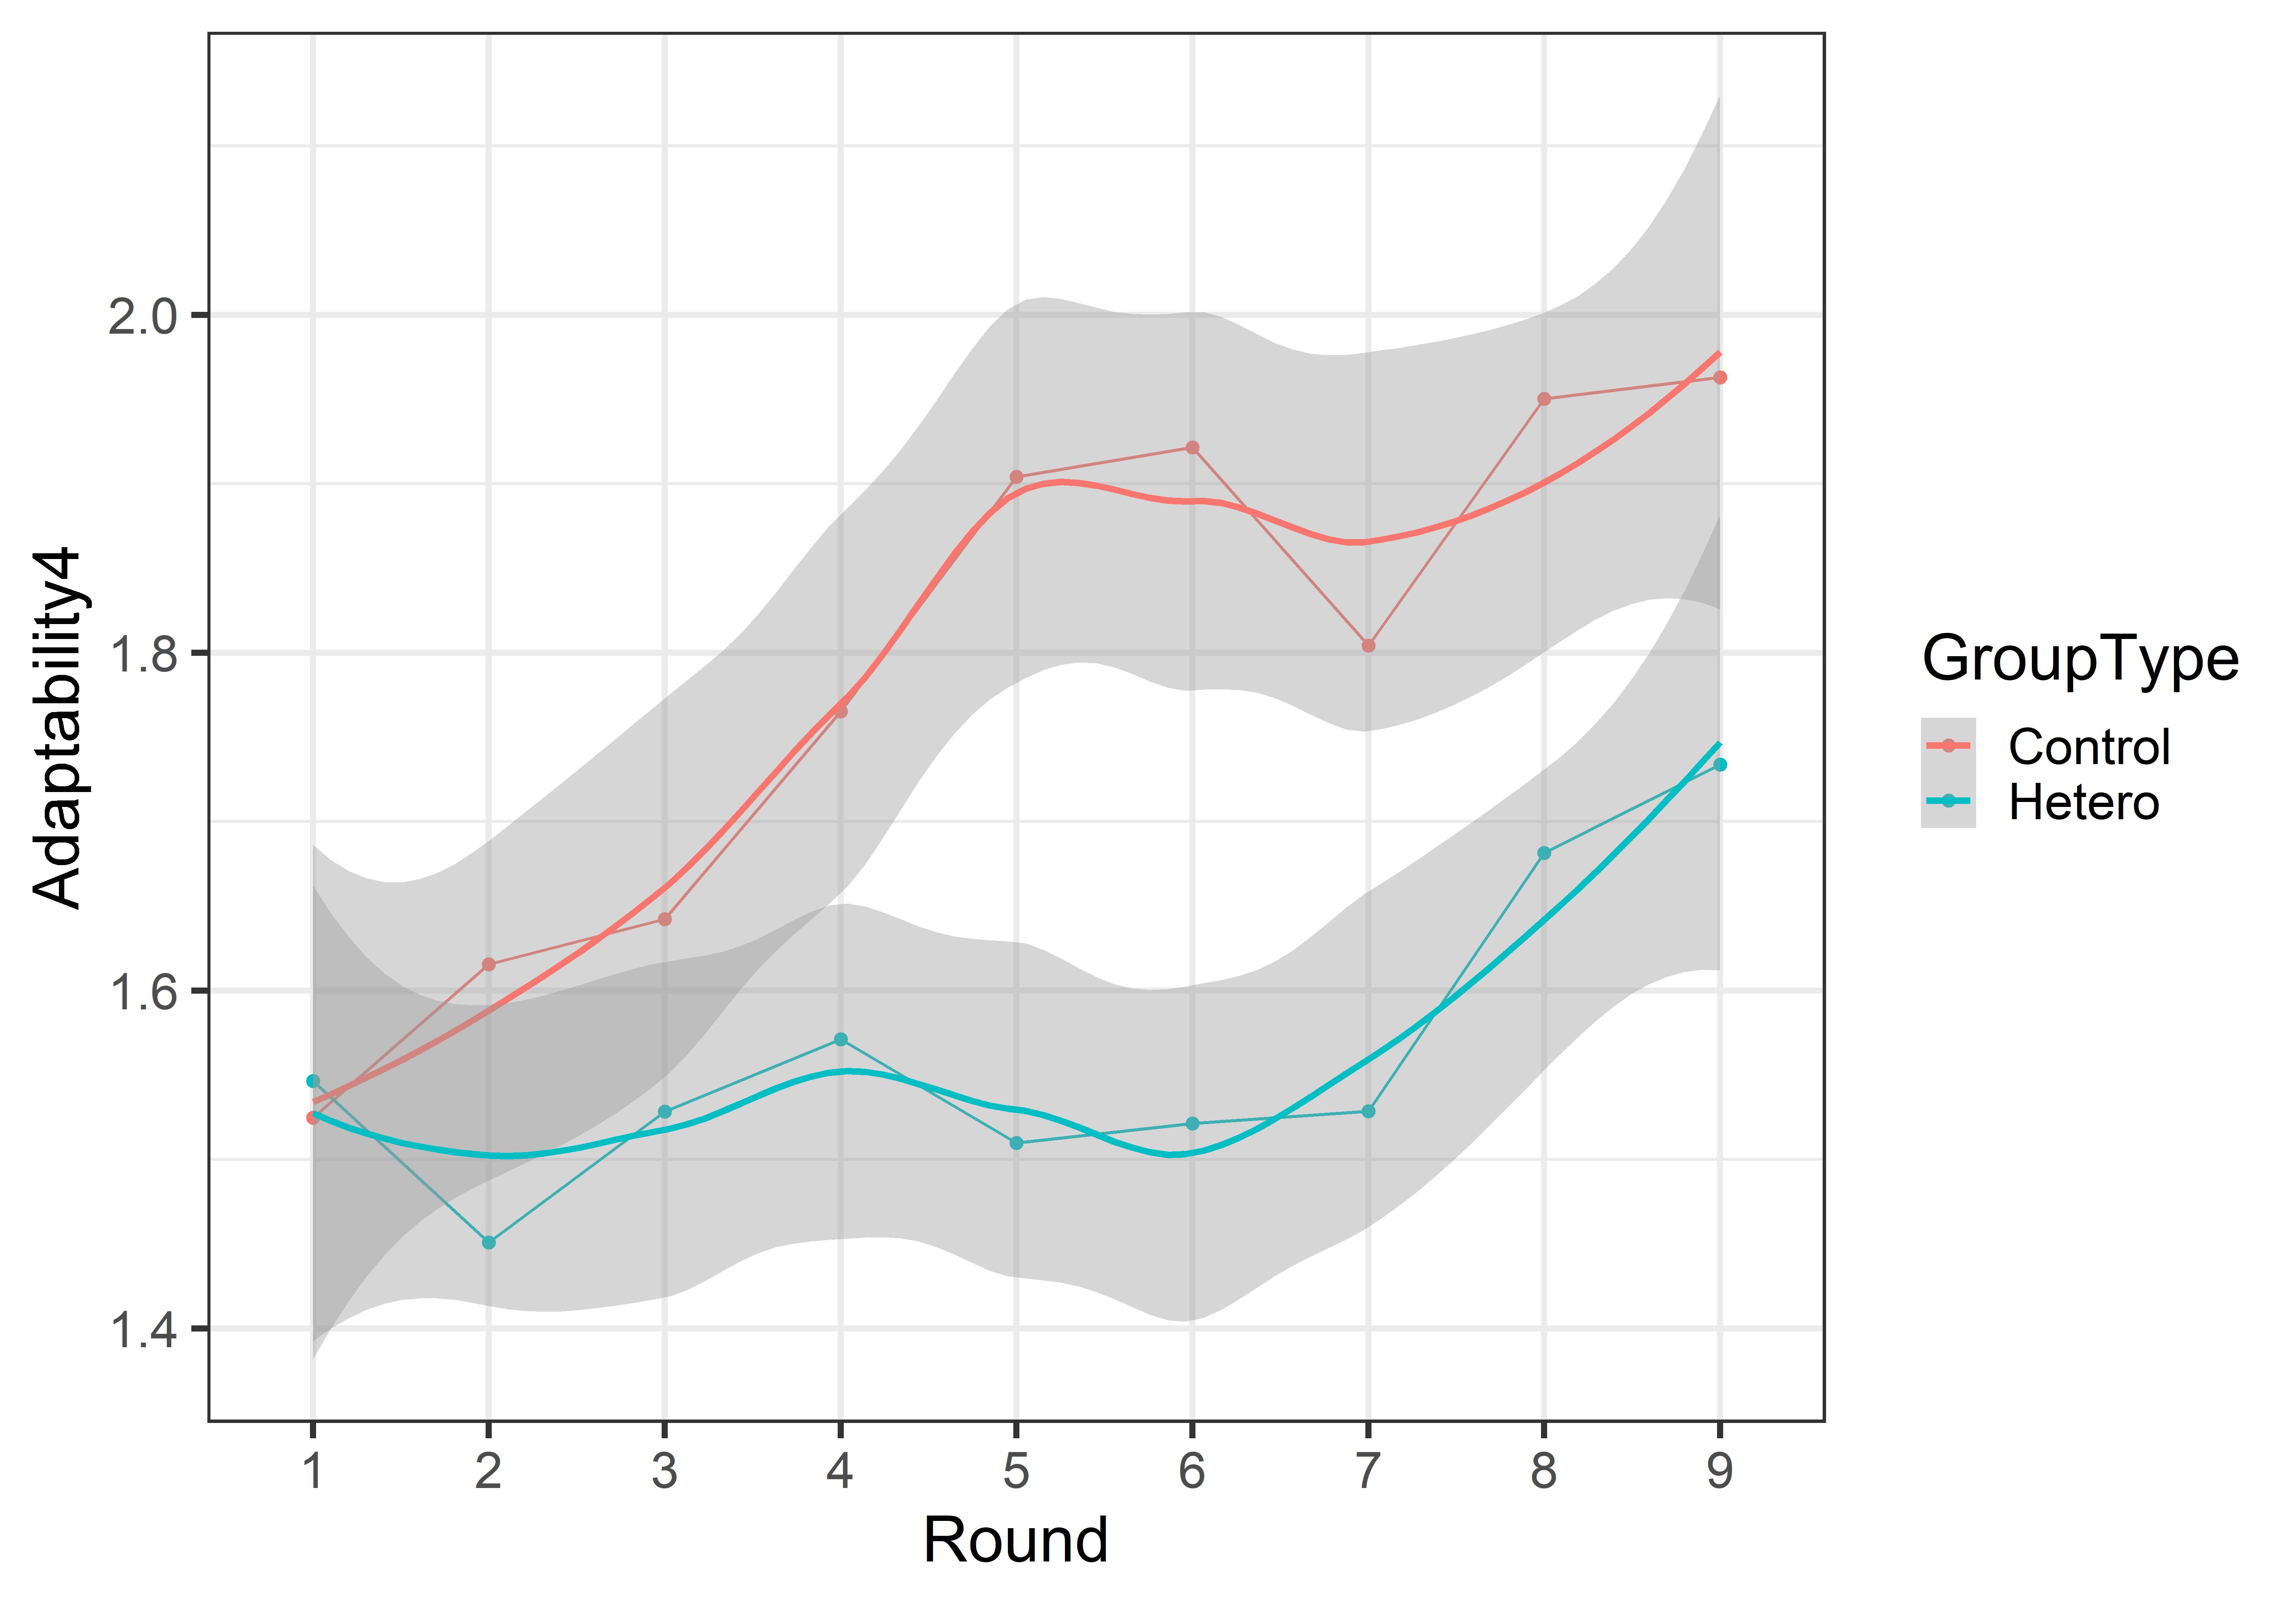 Adaptability4
2.0
1.8
1.6
1.4
1 2 3 4 5 6 7 8 9
Round
GroupType
Control
Hetero